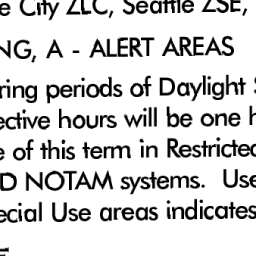 e City ZLC, Seattle ZSE,
NG, A - ALERT AREAS
ring periods of Daylight S
ective hours will be one h
e of this term in Restricted
D NOTAM systems. Use
ecial Use areas indicates